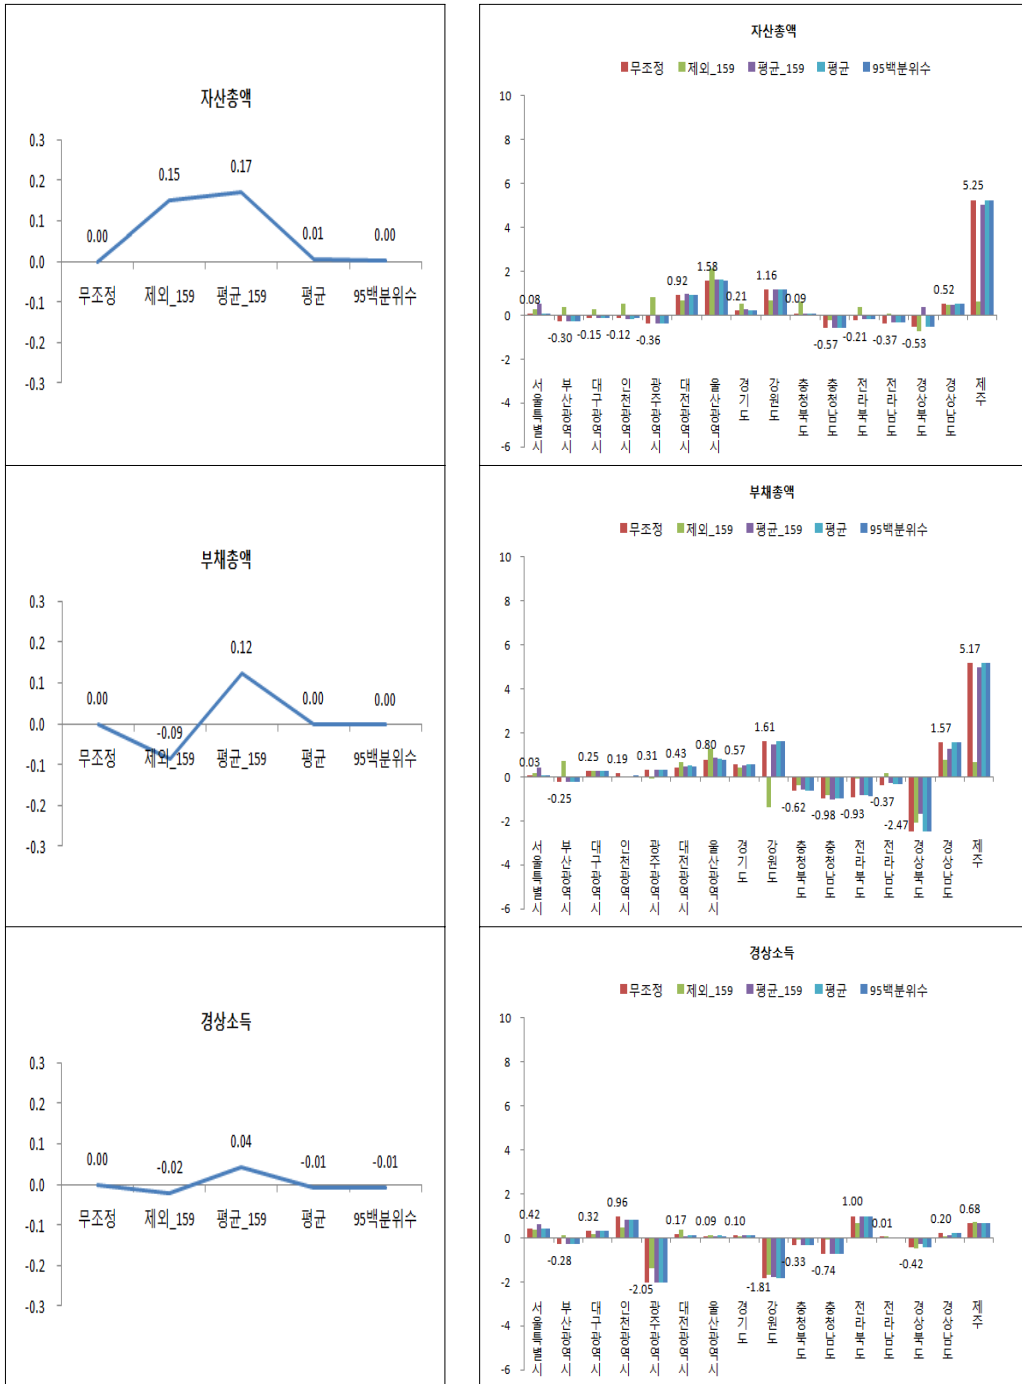 자산총액
0.3
0.2
0.1
0.0
-0.1
-0.2
-0.3
0.00
0.15
0.17
0.01
0.00
무조정 제외_159 평균_159 평균 95백분위수
자산총액
무조정 제외_159 평균_159 평균 95백분위수
10
8
6
4
2
0
-2
-4
-6
0.08
-0.30
-0.15
-0.12
-0.36
0.92
1.58
0.21
1.16
0.09
-0.57
-0.21
-0.37
-0.53
0.52
5.25
서울특별시
부산광역시
대구광역시
인천광역시
광주광역시
대전광역시
울산광역시
경기도
강원도
충청북도
충청남도
전라북도
전라남도
경상북도
경상남도
제주
부채총액
0.3
0.2
0.1
0.0
-0.1
-0.2
-0.3
0.00
-0.09
0.12
0.00
0.00
무조정 제외_159 평균_159 평균 95백분위수
부채총액
무조정 제외_159 평균_159 평균 95백분위수
10
8
6
4
2
0
-2
-4
-6
0.03
-0.25
0.25
0.19
0.31
0.43
0.80
0.57
1.61
-0.62
-0.98
-0.93
-0.37
-2.47
1.57
5.17
서울특별시
부산광역시
대구광역시
인천광역시
광주광역시
대전광역시
울산광역시
경기도
강원도
충청북도
충청남도
전라북도
전라남도
경상북도
경상남도
제주
경상소득
0.3
0.2
0.1
0.0
-0.1
-0.2
-0.3
0.00
-0.02
0.04
-0.01
-0.01
무조정 제외_159 평균_159 평균 95백분위수
경상소득
무조정 제외_159 평균_159 평균 95백분위수
10
8
6
4
2
0
-2
-4
-6
0.42
-0.28
0.32
0.96
-2.05
0.17
0.09
0.10
-1.81
-0.33
-0.74
1.00
0.01
-0.42
0.20
0.68
서울특별시
부산광역시
대구광역시
인천광역시
광주광역시
대전광역시
울산광역시
경기도
강원도
충청북도
충청남도
전라북도
전라남도
경상북도
경상남도
제주